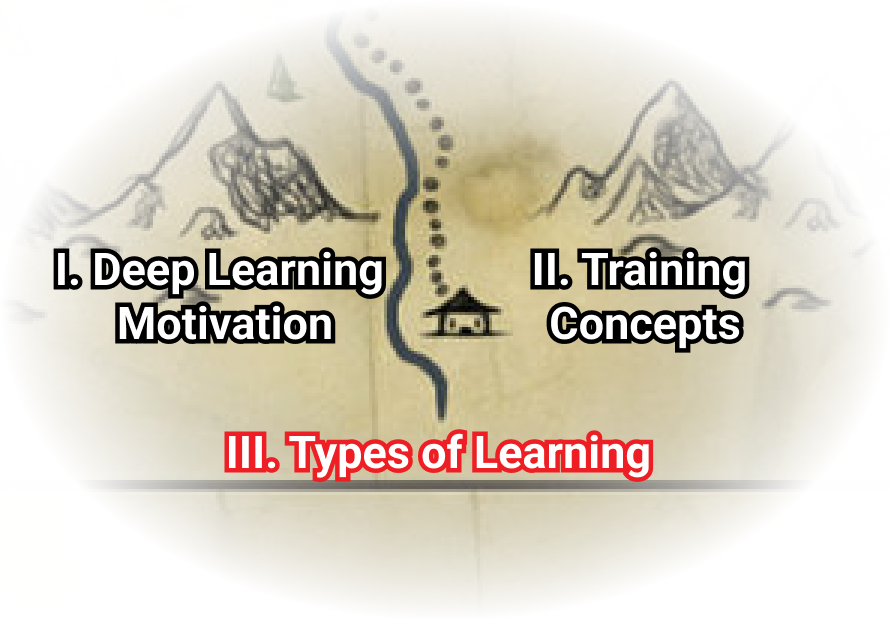 I. Deep Learning
Motivation
II. Training
Concepts
III. Types of Learning